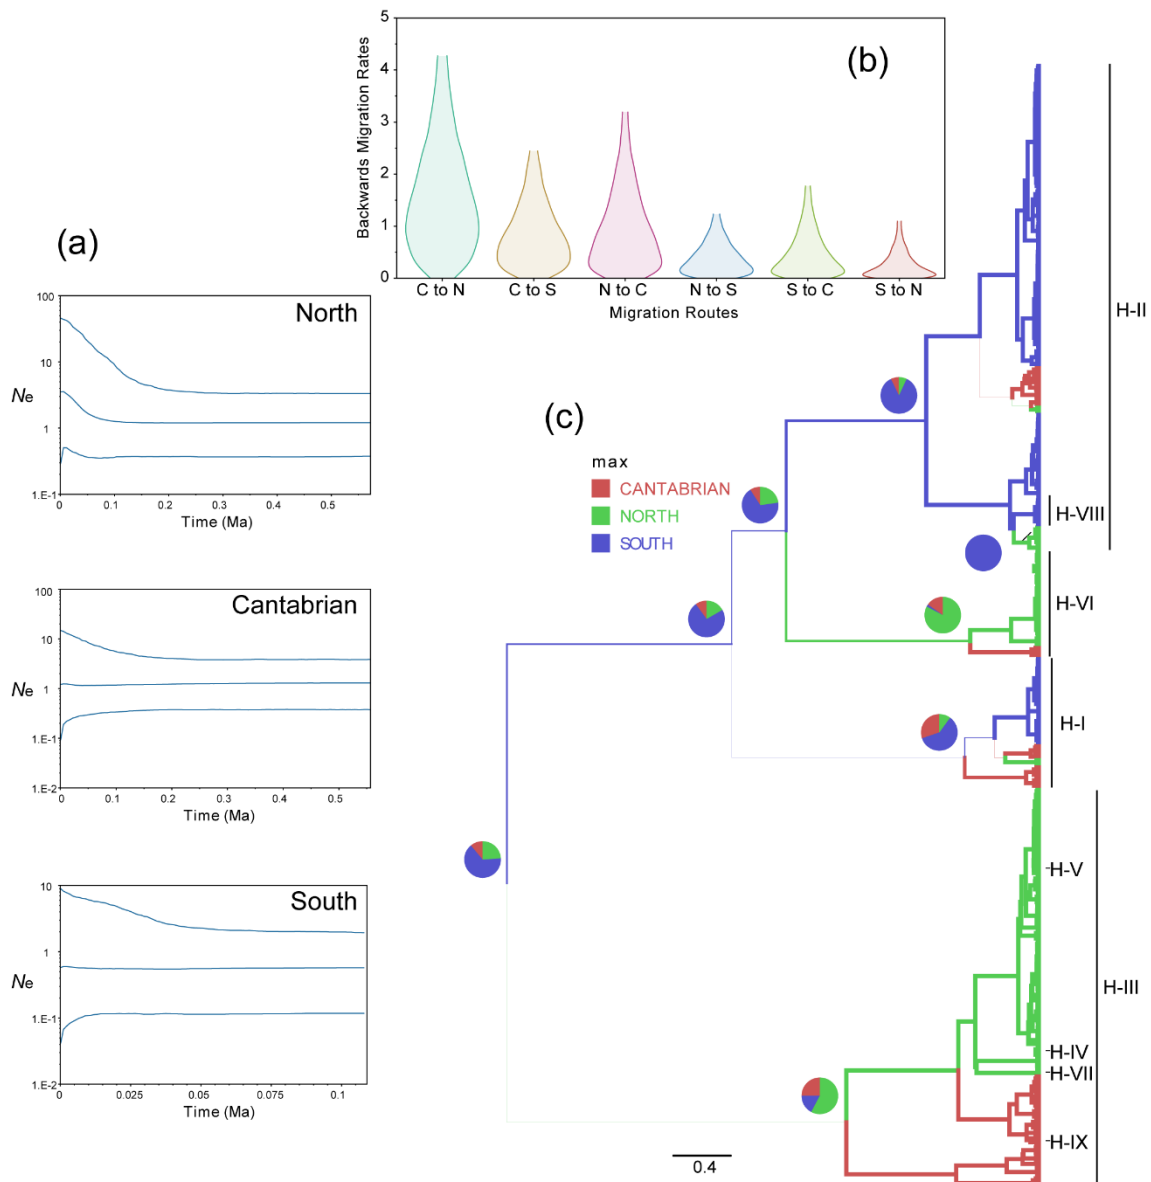 (b)
Backwards Migration Rates
5
4
3
2
1
0
C to N
C to S
N to C
N to S
S to C
S to N
Migration Routes
(a)
North
100
10
1
1.E-1
Ne
0
0.1
0.2
0.3
0.4
0.5
Time (Ma)
Cantabrian
100
10
1
1.E-1
1.E-2
Ne
0
0.1
0.2
0.3
0.4
0.5
Time (Ma)
South
10
1
1.E-1
1.E-2
Ne
0
0.025
0.05
0.075
0.1
Time (Ma)
(c)
max
CANTABRIAN
NORTH
SOUTH
H-II
H-VIII
H-VI
H-I
H-V
H-III
H-IV
H-VII
H-IX
0.4